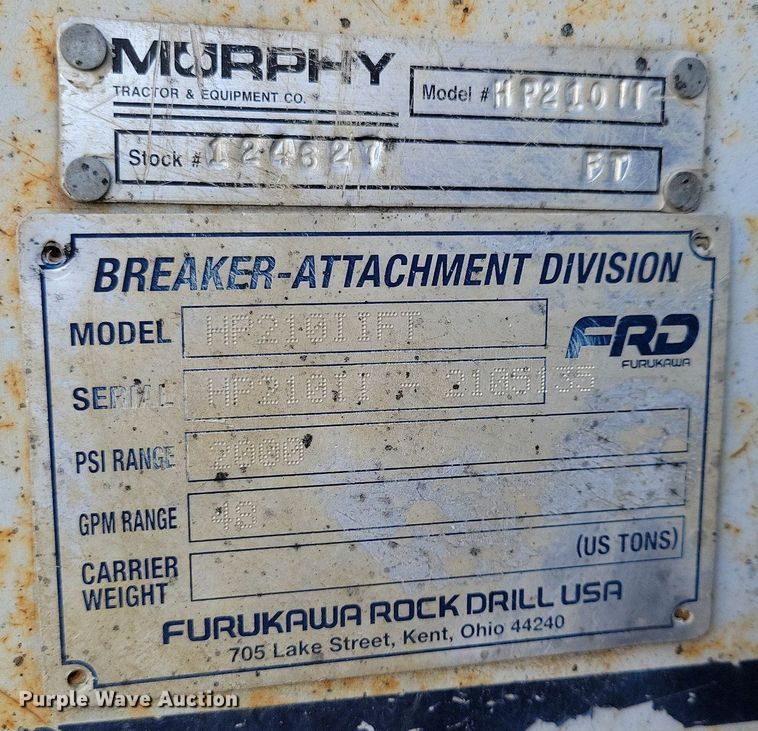 MURPHY
TRACTOR & EQUIPMENT CO.
Model # HP210II-
Stock # 124627 FT
BREAKER-ATTACHMENT DIVISION
MODEL HP210IIFT
FRD
FURUKAWA
SERIAL HP210II - 2105135
PSI RANGE 2000
GPM RANGE 48
CARRIER WEIGHT (US TONS)
FURUKAWA ROCK DRILL USA
705 Lake Street, Kent, Ohio 44240
Purple Wave Auction